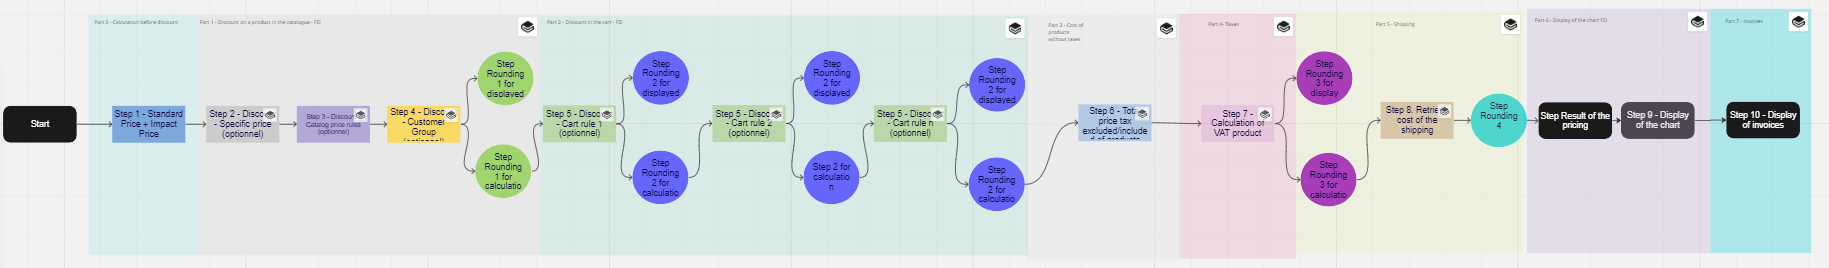 Part 0 - Calculation before discount
Part 1 - Discount on a product in the catalogue - FO
Part 2 - Discount in the cart - FO
Part 3 - Cost of
products
without taxes
Part 4- Taxes
Part 5 - Shipping
Part 6 - Display of the chart FO
Part 7 - Invoices
Start
Step 1 - Standard
Price + Impact
Price
Step 2 - Disco
- Specific price
(optionnel)
Step 3 - Discoun
Catalog price rules
(optionnel)
Step 4 - Disco
- Customer
Group
Step
Rounding
1 for
displayed
Step
Rounding
1 for
calculatio
Step 5 - Disco
- Cart rule 1
(optionnel)
Step
Rounding
2 for
displayed
Step
Rounding
2 for
calculatio
Step 5 - Disco
- Cart rule 2
(optionnel)
Step
Rounding
2 for
displayed
Step 2 for
calculatio
n
Step 5 - Disco
- Cart rule n
(optionnel)
Step
Rounding
2 for
displayed
Step
Rounding
2 for
calculatio
Step 6 - Tot
price tax
excluded/include
d of products
Step 7 -
Calculation of
VAT product
Step
Rounding
3 for
display
Step
Rounding
3 for
calculatio
Step 8. Retrie
cost of the
shipping
Step
Rounding
4
Step Result of the
pricing
Step 9 - Display
of the chart
Step 10 - Display
of invoices